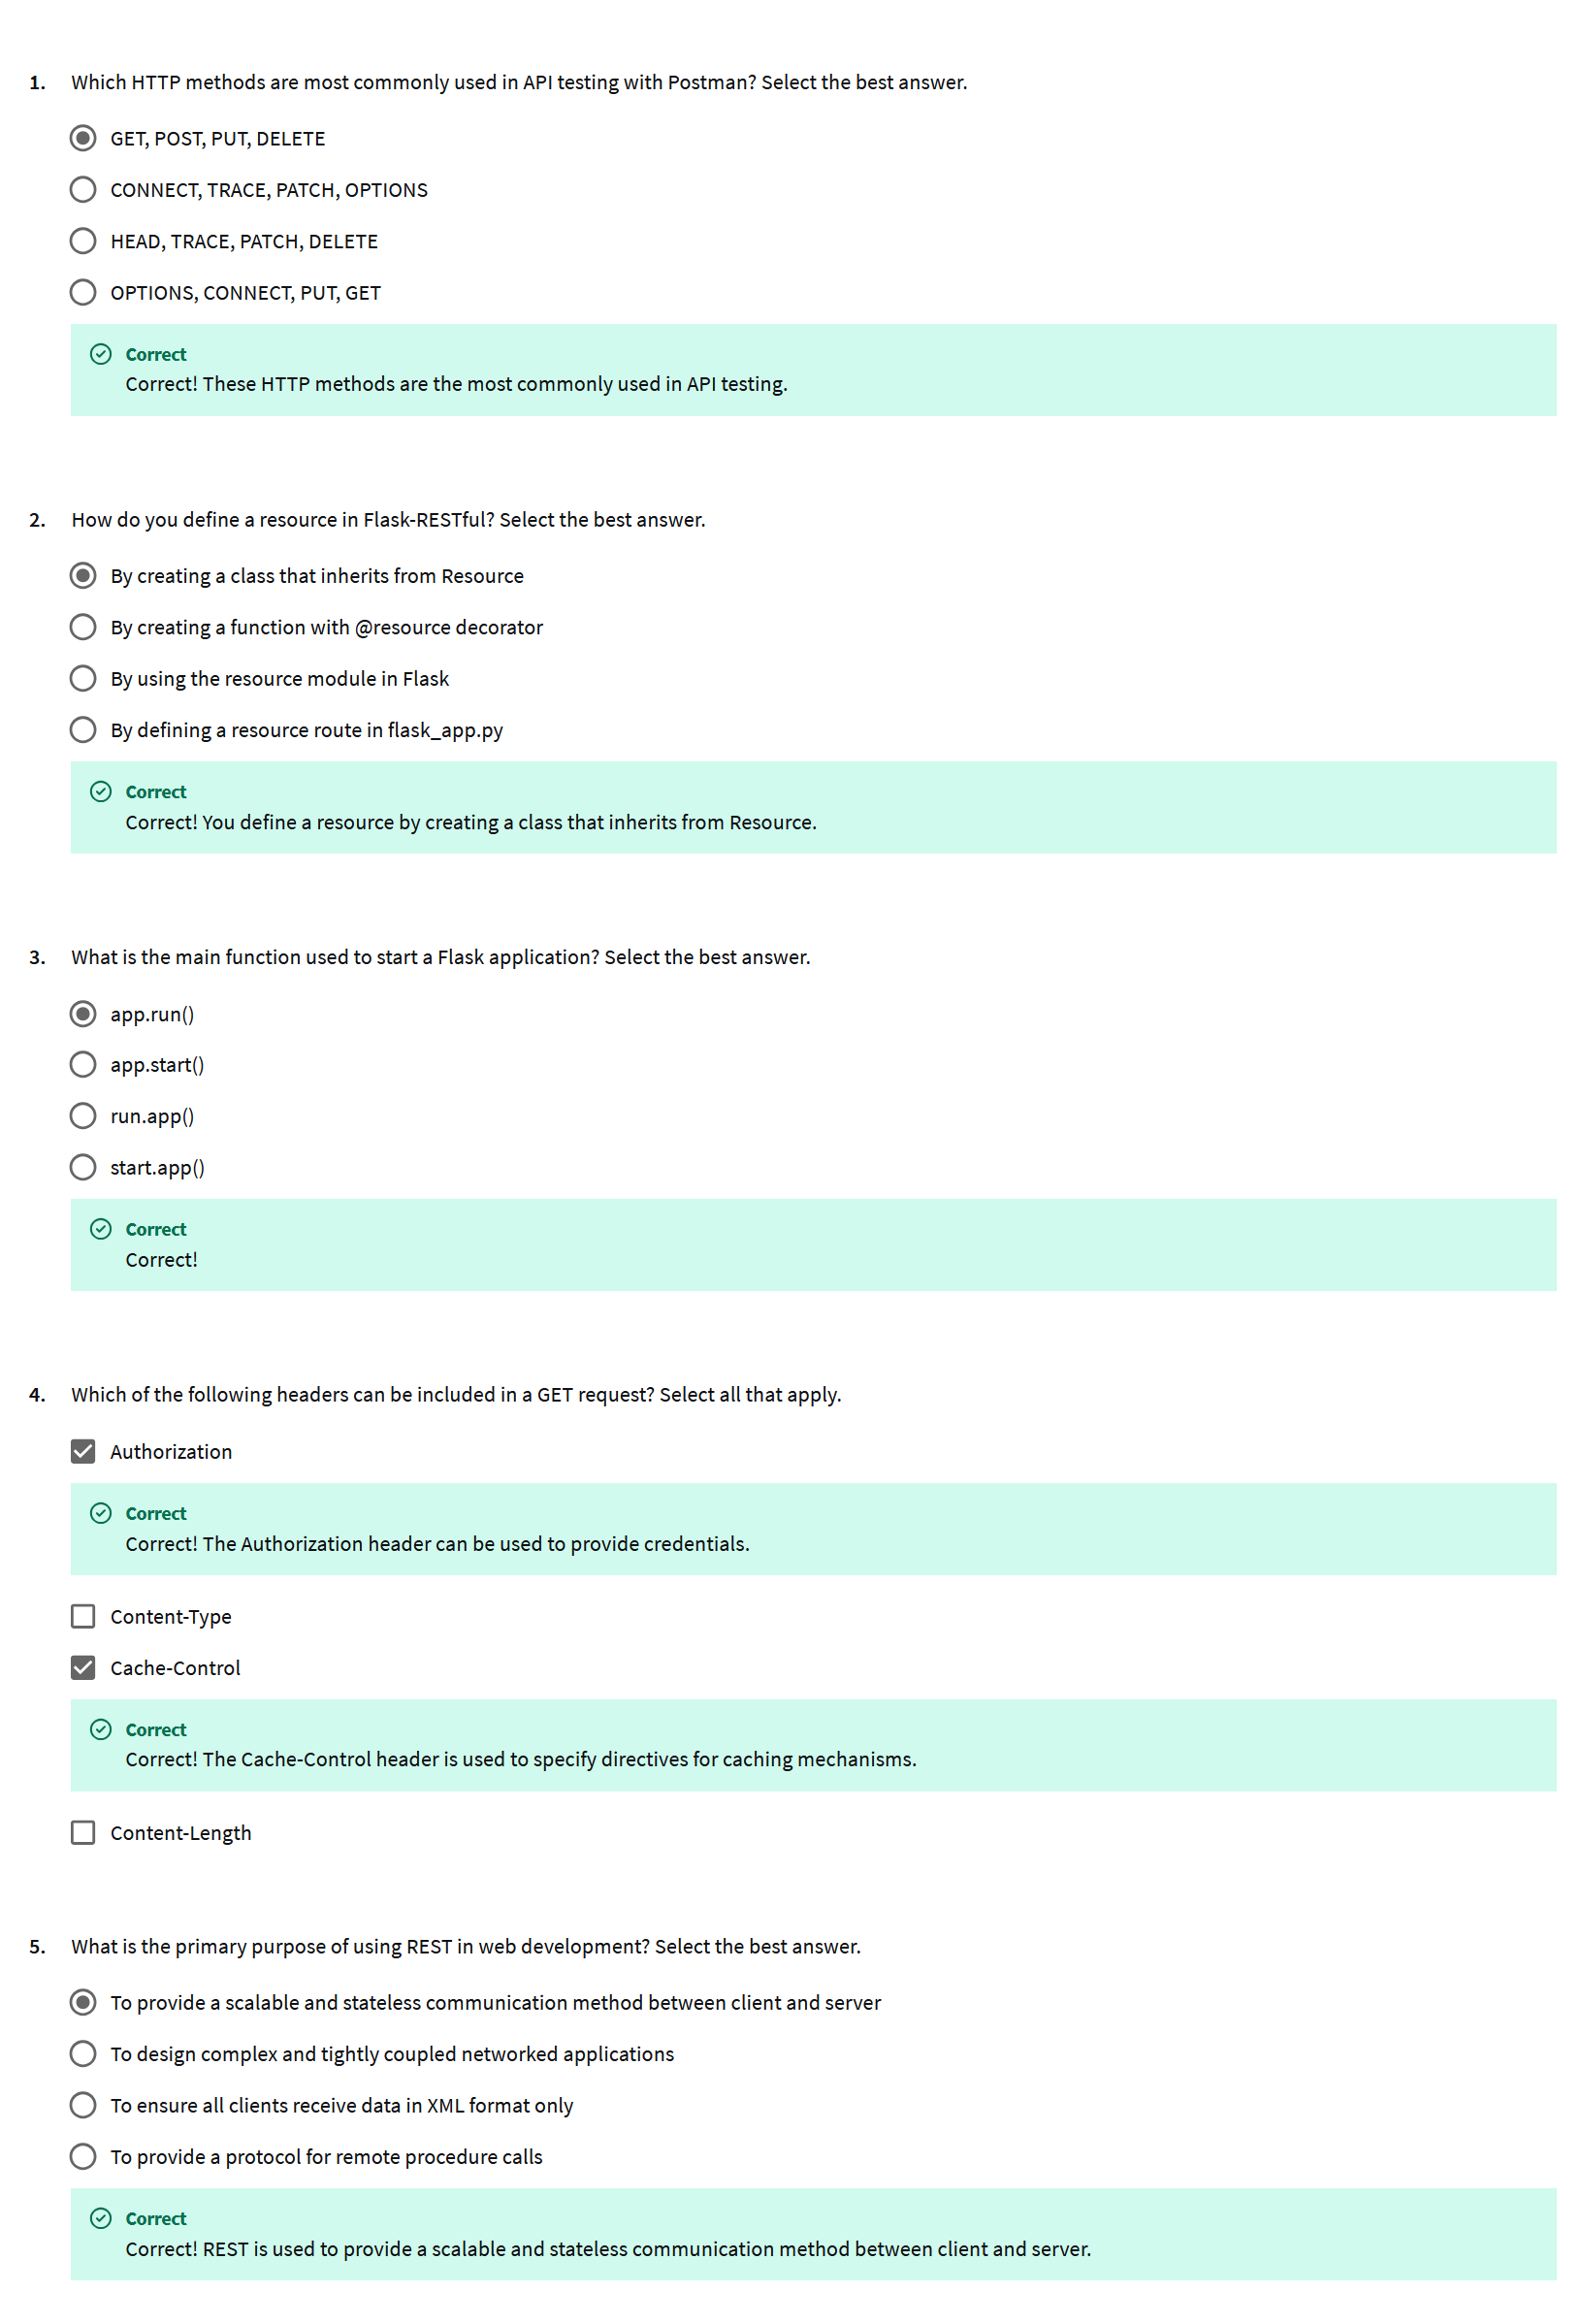 1. Which HTTP methods are most commonly used in API testing with Postman? Select the best answer.
GET, POST, PUT, DELETE
CONNECT, TRACE, PATCH, OPTIONS
HEAD, TRACE, PATCH, DELETE
OPTIONS, CONNECT, PUT, GET
Correct
Correct! These HTTP methods are the most commonly used in API testing.
2. How do you define a resource in Flask-RESTful? Select the best answer.
By creating a class that inherits from Resource
By creating a function with @resource decorator
By using the resource module in Flask
By defining a resource route in flask_app.py
Correct
Correct! You define a resource by creating a class that inherits from Resource.
3. What is the main function used to start a Flask application? Select the best answer.
app.run()
app.start()
run.app()
start.app()
Correct
Correct!
4. Which of the following headers can be included in a GET request? Select all that apply.
Authorization
Correct
Correct! The Authorization header can be used to provide credentials.
Content-Type
Cache-Control
Correct
Correct! The Cache-Control header is used to specify directives for caching mechanisms.
Content-Length
5. What is the primary purpose of using REST in web development? Select the best answer.
To provide a scalable and stateless communication method between client and server
To design complex and tightly coupled networked applications
To ensure all clients receive data in XML format only
To provide a protocol for remote procedure calls
Correct
Correct! REST is used to provide a scalable and stateless communication method between client and server.